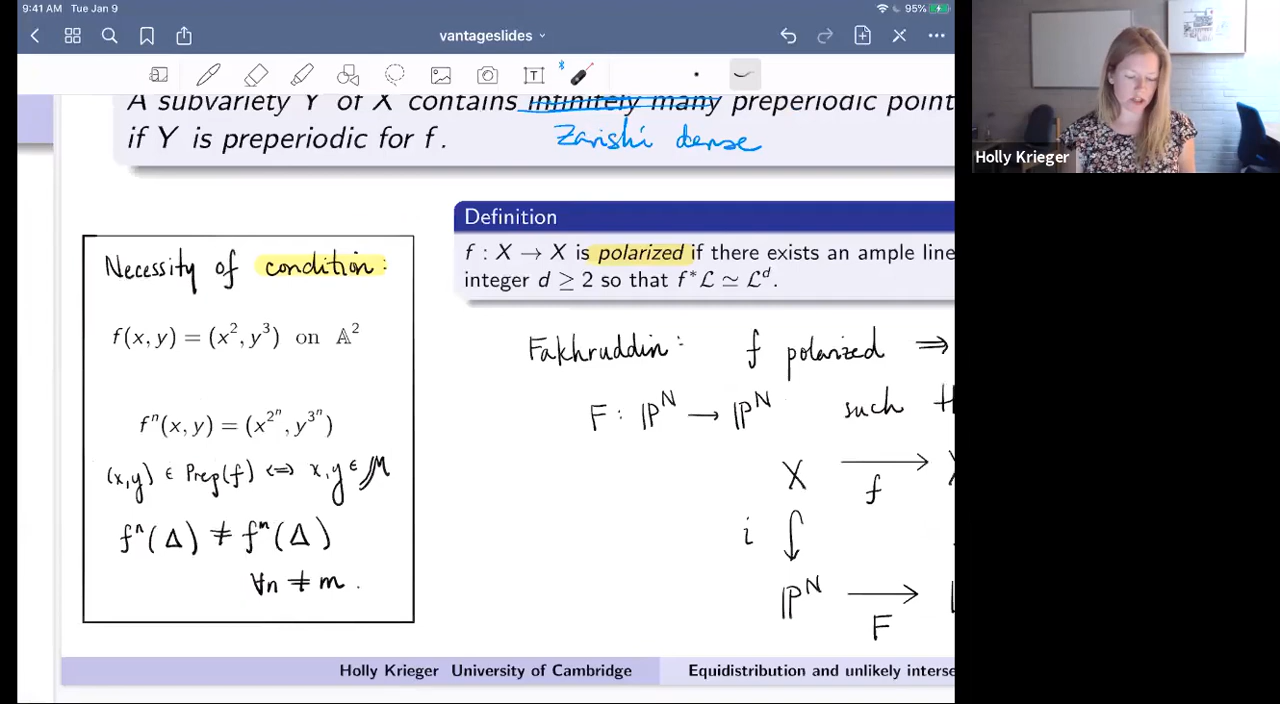 9:41 AM Tue Jan 9
95%
vantageslides
A subvariety Y of X contains infinitely many preperiodic point
if Y is preperiodic for f.
Zariski dense
Necessity of condition:
f(x, y) = (x², y³) on 𝔸²
fⁿ(x, y) = (x^{2ⁿ}, y^{3ⁿ})
(x,y) ∈ Prep(f) ⟺ x,y ∈ μ
fⁿ(Δ) ≠ fᵐ(Δ)
∀n ≠ m.
Definition
f : X → X is polarized if there exists an ample line
integer d ≥ 2 so that f*ℒ ≃ ℒᵈ.
Fakhruddin: f polarized ⇒
F: ℙᴺ → ℙᴺ such th
X → X
f
i
ℙᴺ →
F
Holly Krieger University of Cambridge
Equidistribution and unlikely interse
Holly Krieger